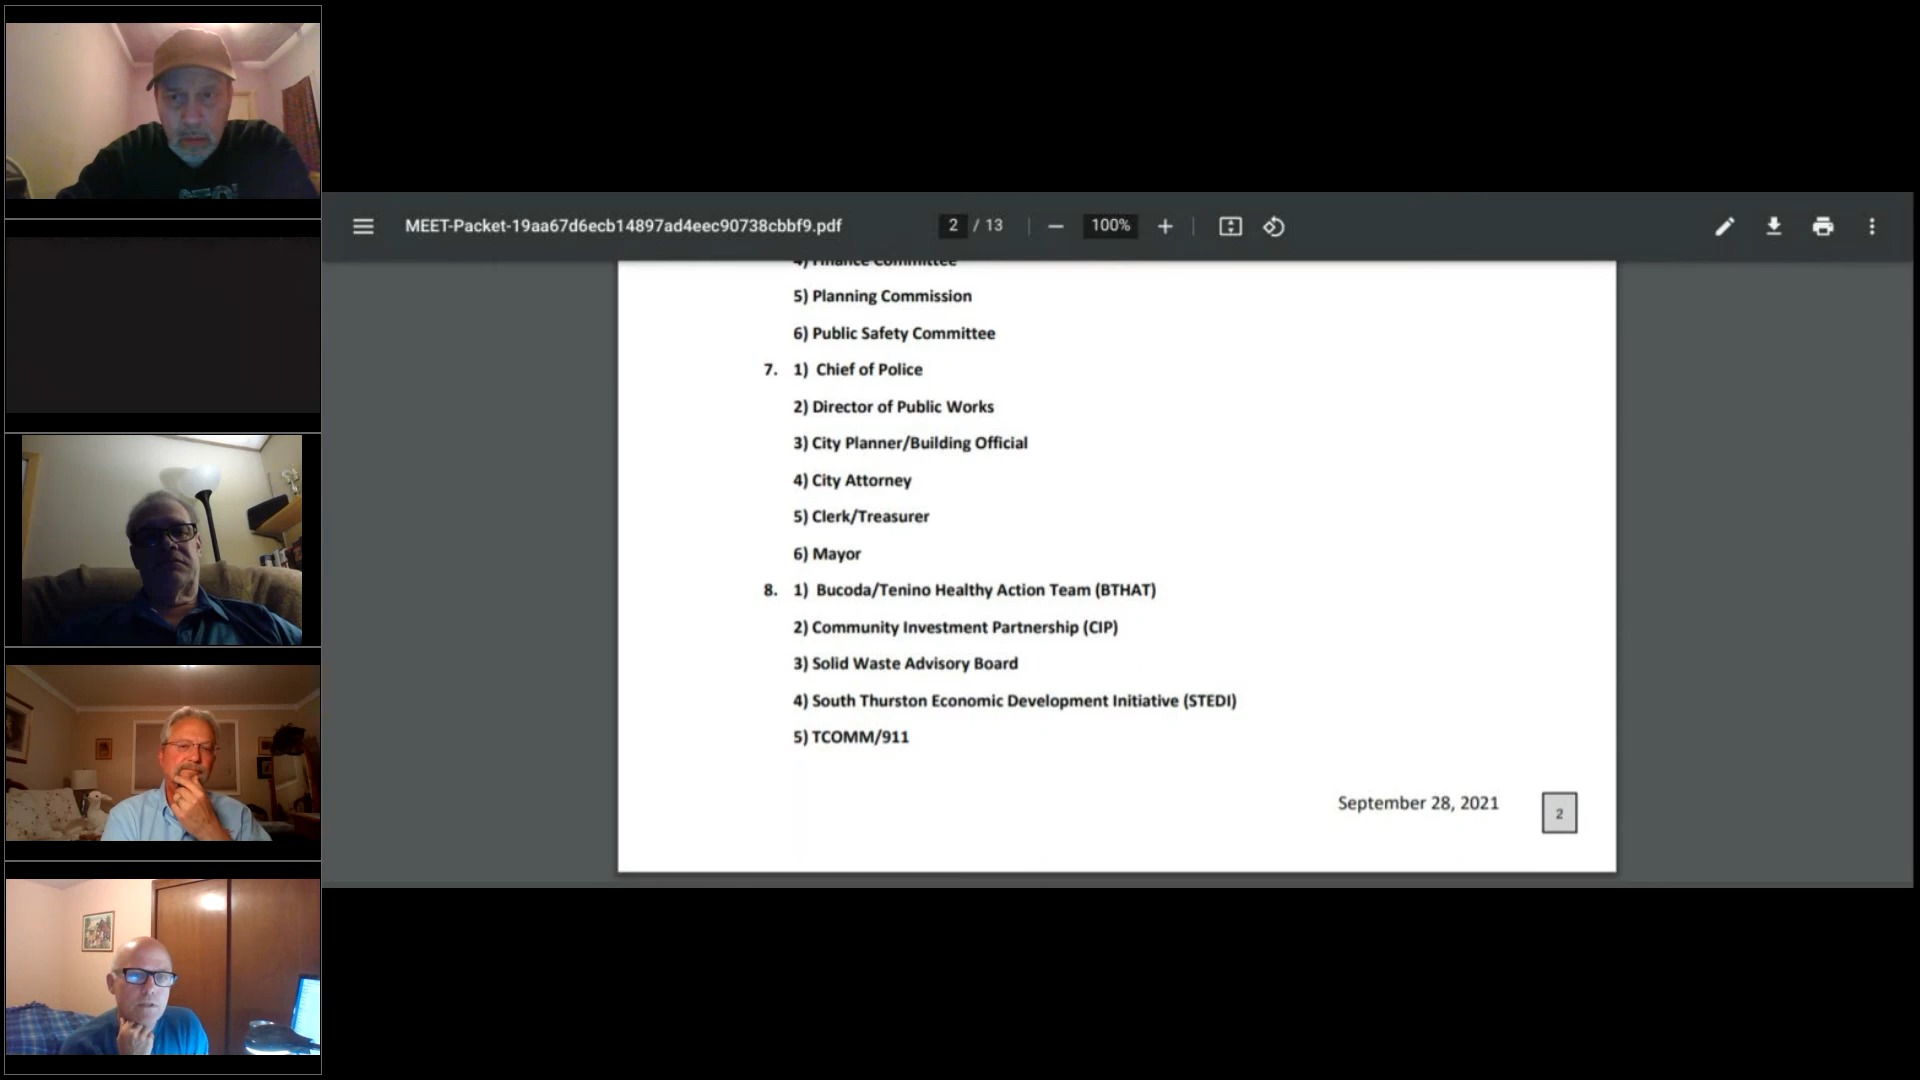 MEET-Packet-19aa67d6ecb14897ad4eec90738cbbf9.pdf
2 / 13
100%
4) Finance Committee
5) Planning Commission
6) Public Safety Committee
7. 1) Chief of Police
2) Director of Public Works
3) City Planner/Building Official
4) City Attorney
5) Clerk/Treasurer
6) Mayor
8. 1) Bucoda/Tenino Healthy Action Team (BTHAT)
2) Community Investment Partnership (CIP)
3) Solid Waste Advisory Board
4) South Thurston Economic Development Initiative (STEDI)
5) TCOMM/911
September 28, 2021
2